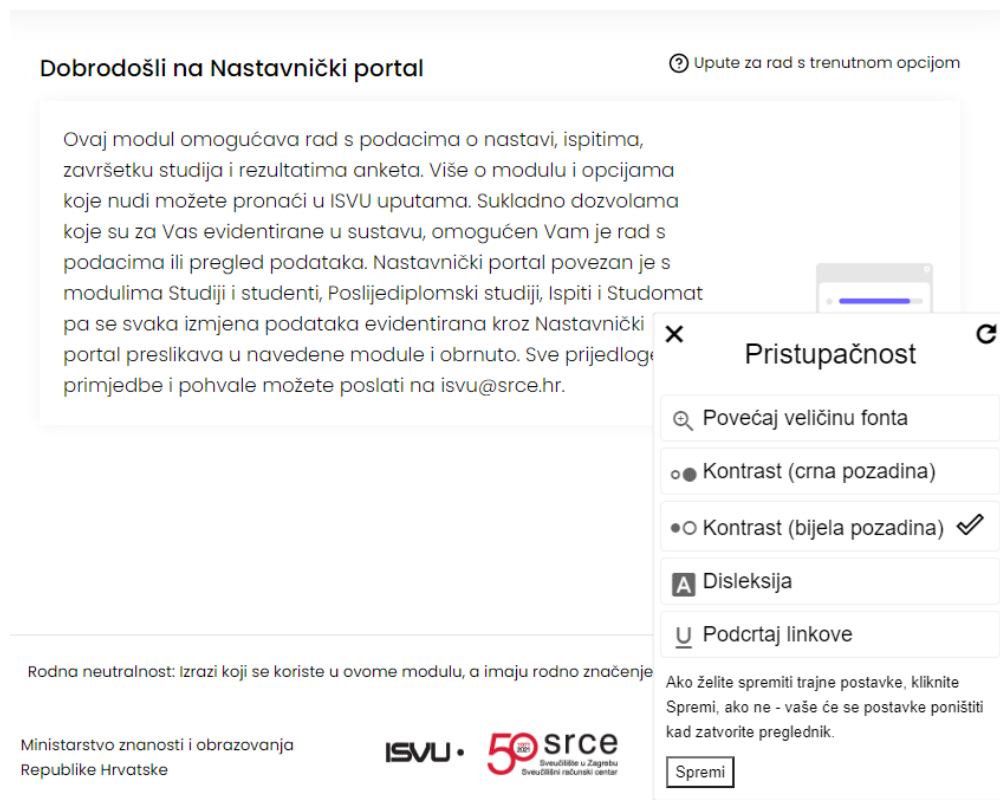 Dobrodošli na Nastavnički portal
Upute za rad s trenutnom opcijom
Ovaj modul omogućava rad s podacima o nastavi, ispitima,
završetku studija i rezultatima anketa. Više o modulu i opcijama
koje nudi možete pronaći u ISVU uputama. Sukladno dozvolama
koje su za Vas evidentirane u sustavu, omogućen Vam je rad s
podacima ili pregled podataka. Nastavnički portal povezan je s
modulima Studiji i studenti, Poslijediplomski studiji, Ispiti i Studomat
pa se svaka izmjena podataka evidentirana kroz Nastavnički
portal preslikava u navedene module i obrnuto. Sve prijedloge
primjedbe i pohvale možete poslati na isvu@srce.hr.
Pristupačnost
Povećaj veličinu fonta
Kontrast (crna pozadina)
Kontrast (bijela pozadina)
A Disleksija
U Podcrtaj linkove
Ako želite spremiti trajne postavke, kliknite
Spremi, ako ne - vaše će se postavke poništiti
kad zatvorite preglednik.
Spremi
Rodna neutralnost: Izrazi koji se koriste u ovome modulu, a imaju rodno značenje
Ministarstvo znanosti i obrazovanja
Republike Hrvatske
ISVU
50 srce
Sveučilište u Zagrebu
Sveučilišni računski centar